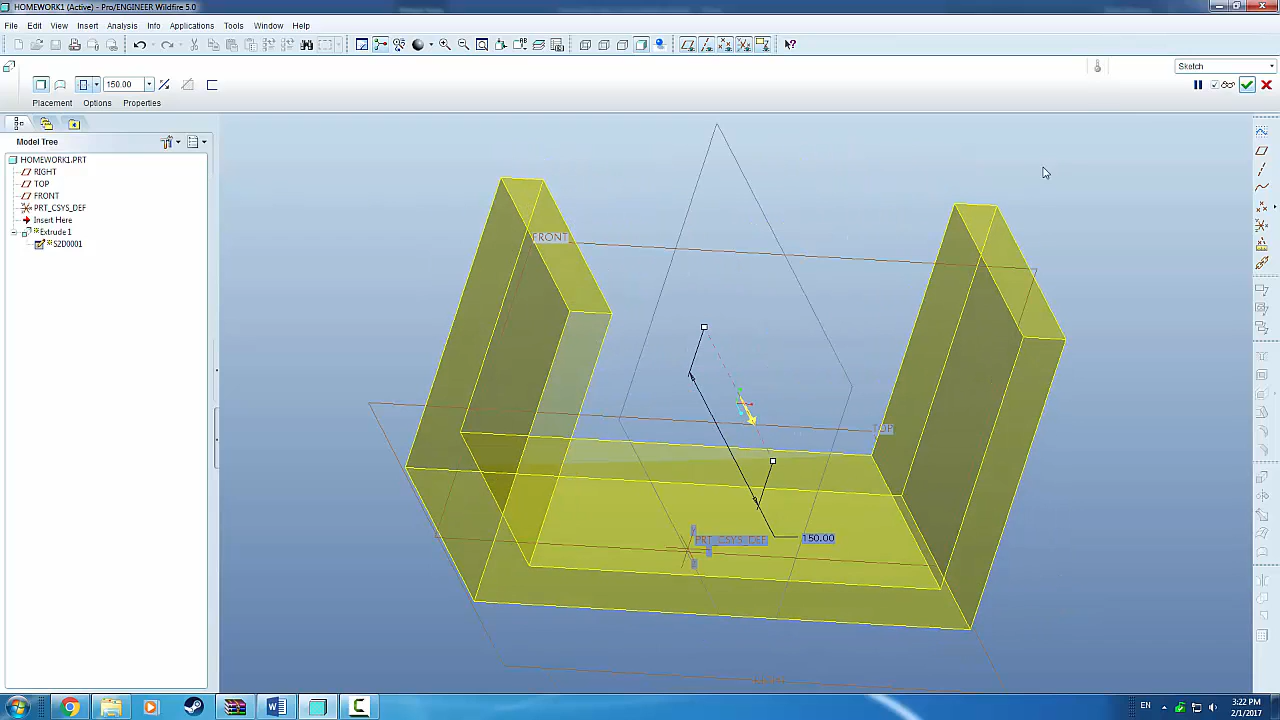 HOMEWORK1 (Active) - Pro/ENGINEER Wildfire 5.0
File Edit View Insert Analysis Info Applications Tools Window Help
Sketch
150.00
Placement Options Properties
Model Tree
HOMEWORK1.PRT
RIGHT
TOP
FRONT
PRT_CSYS_DEF
Insert Here
Extrude 1
S2D0001
FRONT
TOP
150.00
PRT_CSYS_DEF
RIGHT
EN
3:22 PM
2/1/2017